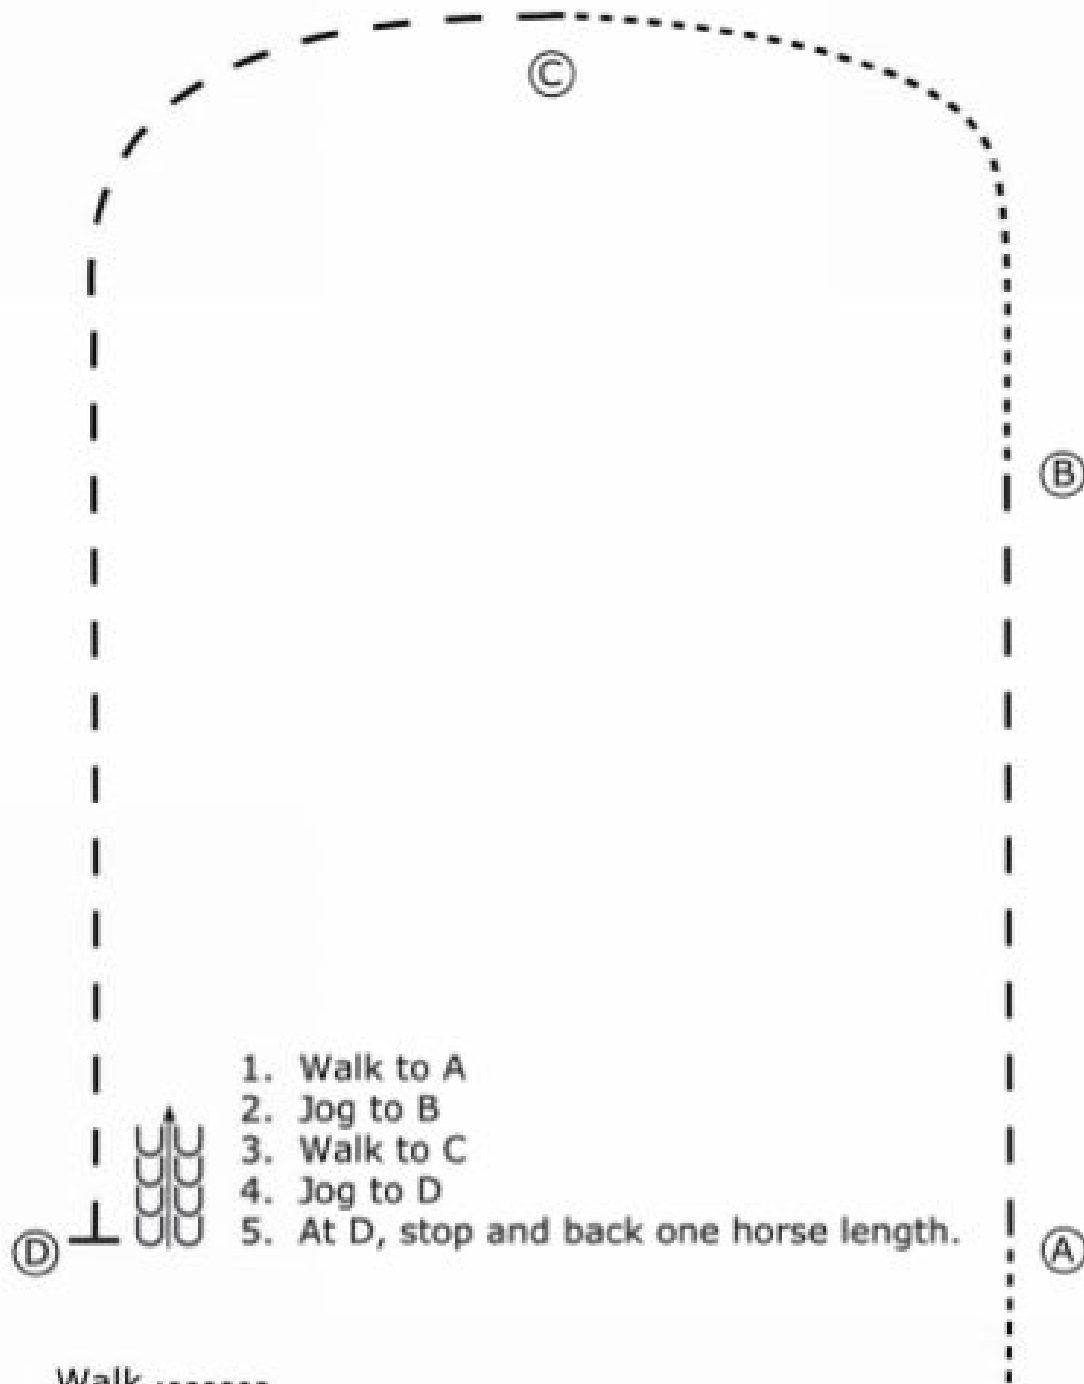 C
B
1. Walk to A
2. Jog to B
3. Walk to C
4. Jog to D
5. At D, stop and back one horse length.
D
A
Walk